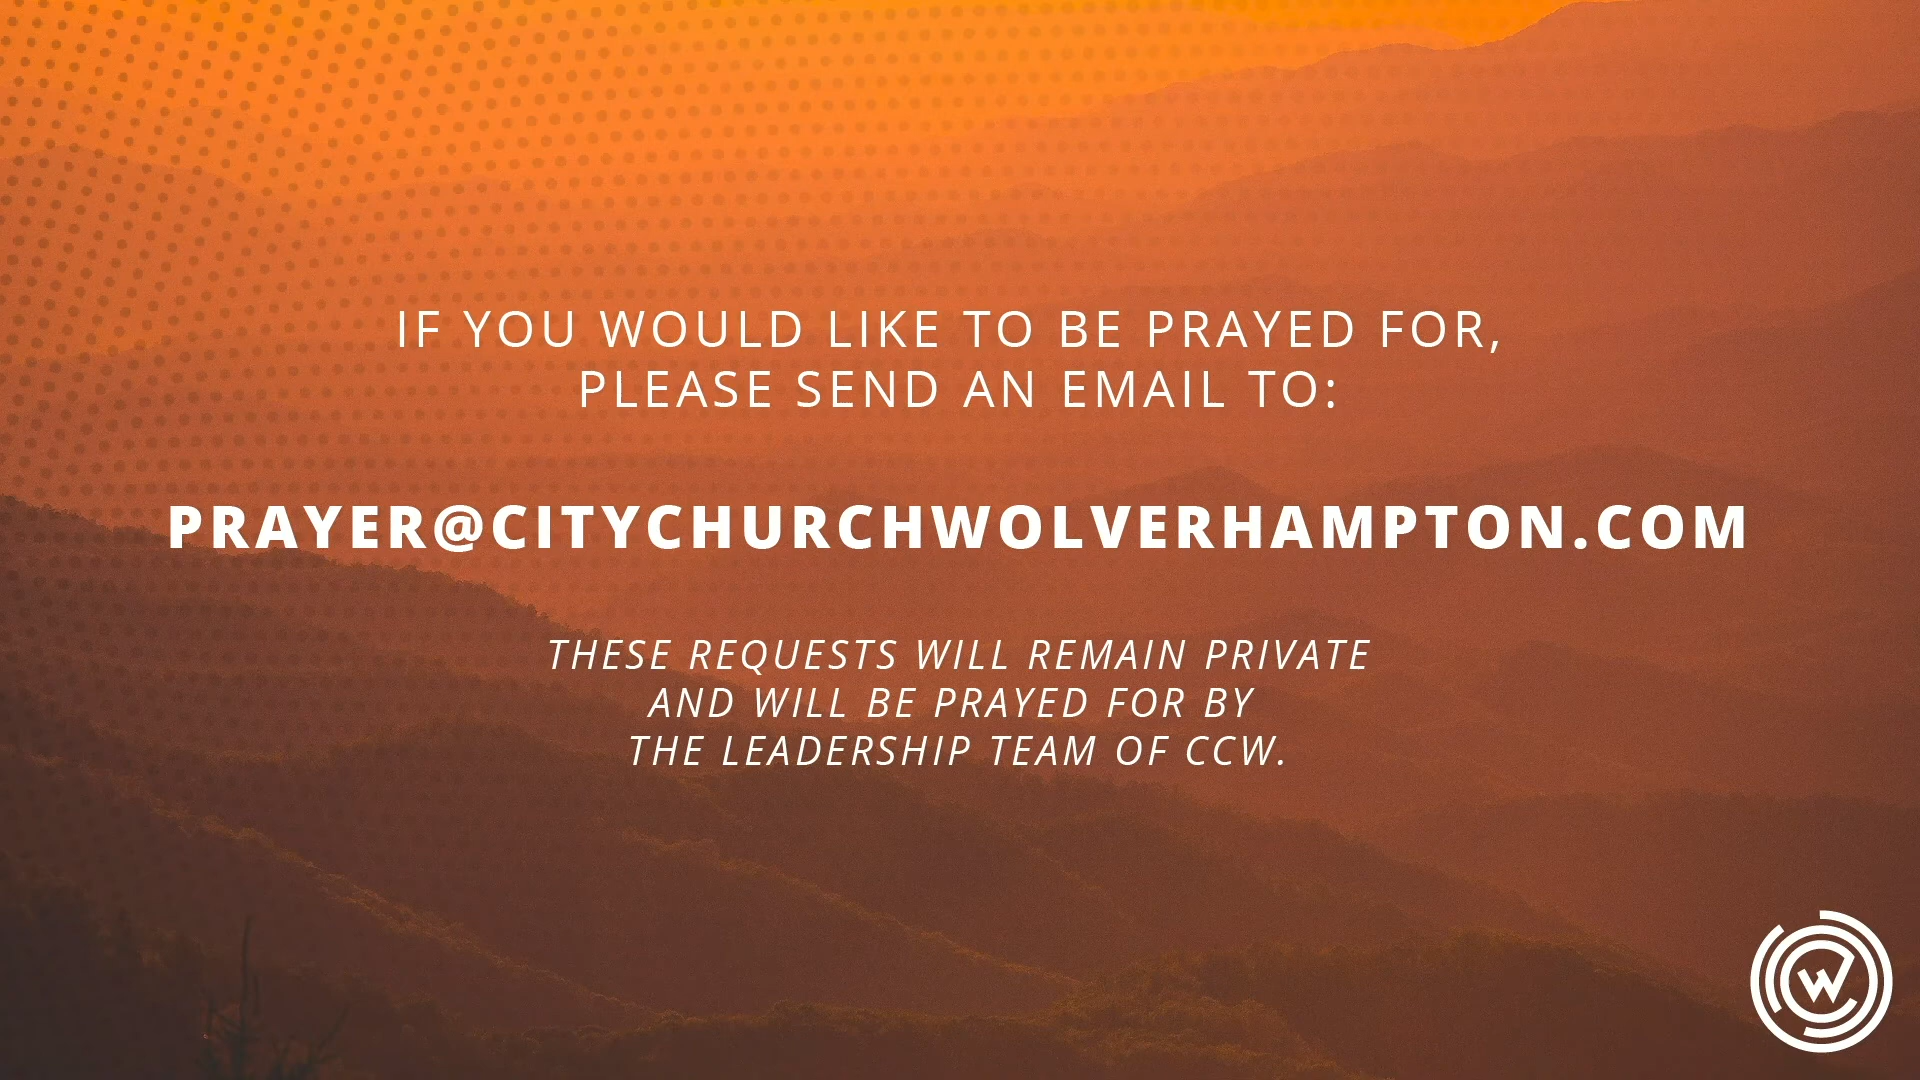 IF YOU WOULD LIKE TO BE PRAYED FOR,
PLEASE SEND AN EMAIL TO:
PRAYER@CITYCHURCHWOLVERHAMPTON.COM
THESE REQUESTS WILL REMAIN PRIVATE
AND WILL BE PRAYED FOR BY
THE LEADERSHIP TEAM OF CCW.
W